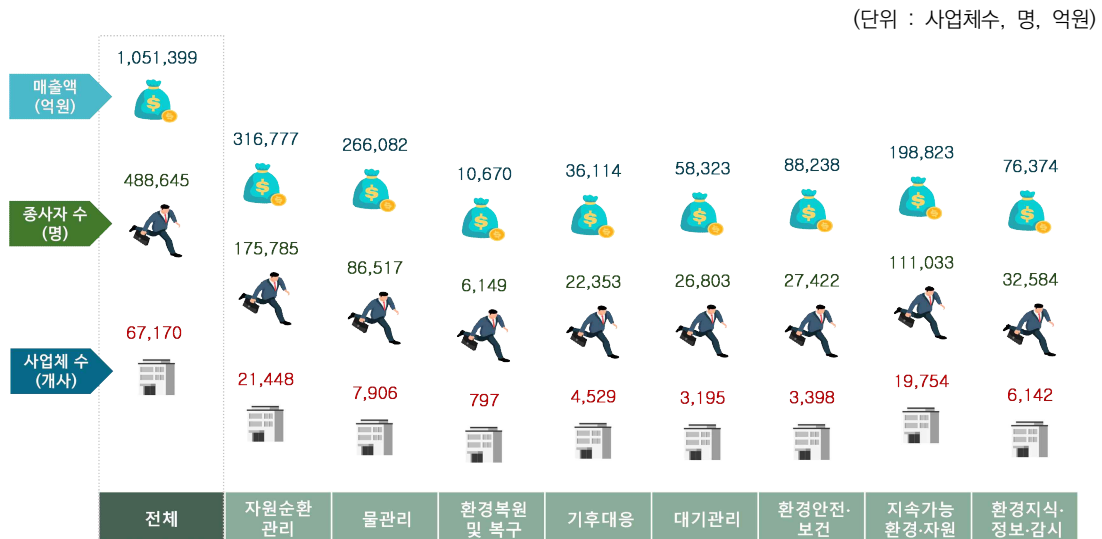 (단위 : 사업체수, 명, 억원)
매출액
(억원)
1,051,399
316,777
266,082
10,670
36,114
58,323
88,238
198,823
76,374
종사자 수
(명)
488,645
175,785
86,517
6,149
22,353
26,803
27,422
111,033
32,584
사업체 수
(개사)
67,170
21,448
7,906
797
4,529
3,195
3,398
19,754
6,142
전체
자원순환
관리
물관리
환경복원
및 복구
기후대응
대기관리
환경안전·
보건
지속가능
환경·자원
환경지식·
정보·감시